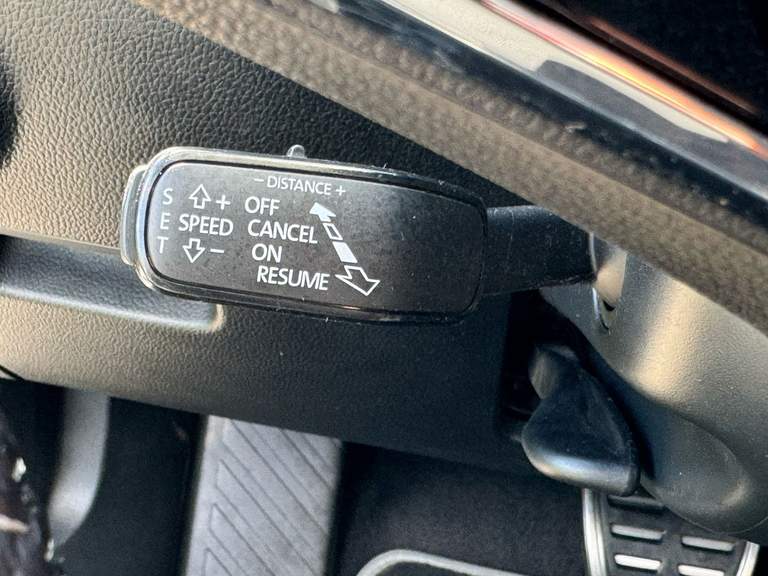 − DISTANCE +
S + OFF
E SPEED CANCEL
T − ON
RESUME